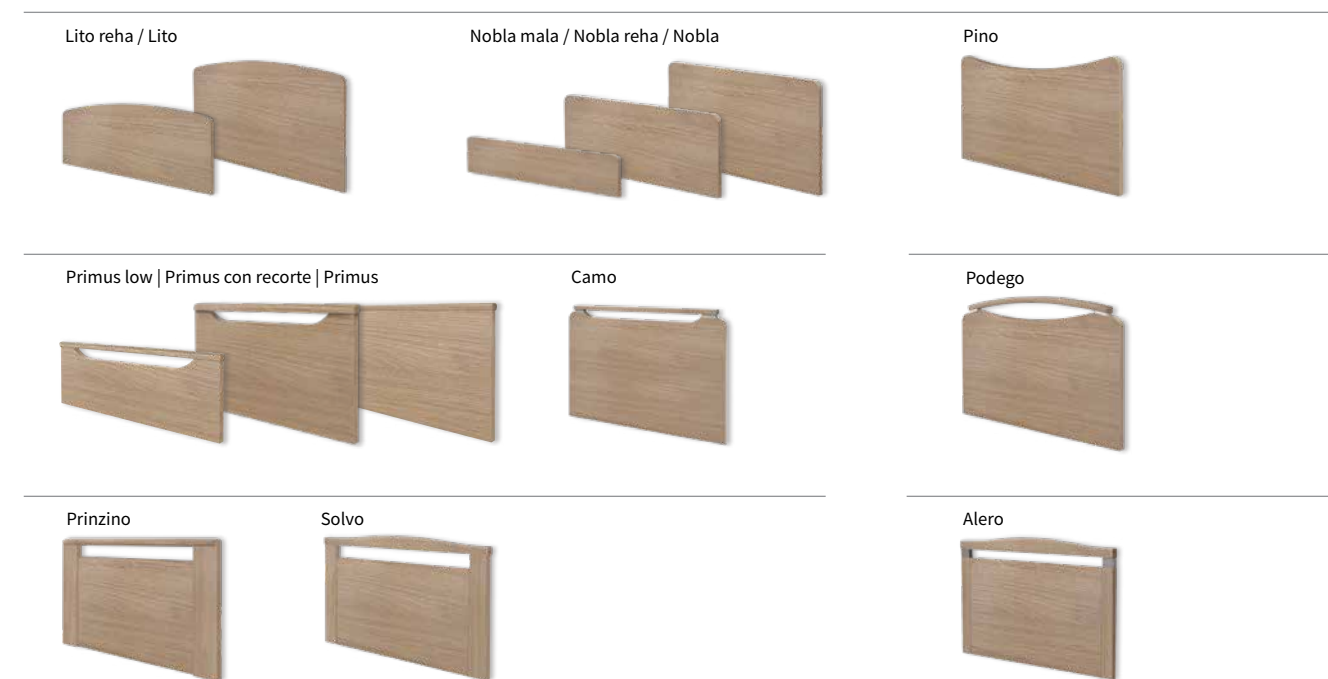 Lito reha / Lito
Nobla mala / Nobla reha / Nobla
Pino
Primus low | Primus con recorte | Primus
Camo
Podego
Prinzino
Solvo
Alero